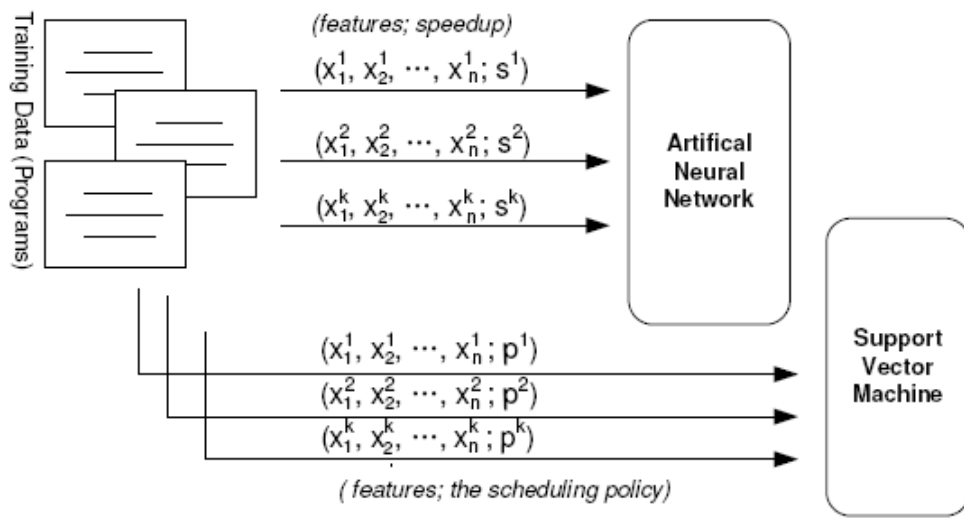 Training Data (Programs)
(features; speedup)
(x₁¹, x₂¹, ⋯, xₙ¹; s¹)
(x₁², x₂², ⋯, xₙ²; s²)
(x₁ᵏ, x₂ᵏ, ⋯, xₙᵏ; sᵏ)
Artifical
Neural
Network
(x₁¹, x₂¹, ⋯, xₙ¹; p¹)
(x₁², x₂², ⋯, xₙ²; p²)
(x₁ᵏ, x₂ᵏ, ⋯, xₙᵏ; pᵏ)
( features; the scheduling policy)
Support
Vector
Machine